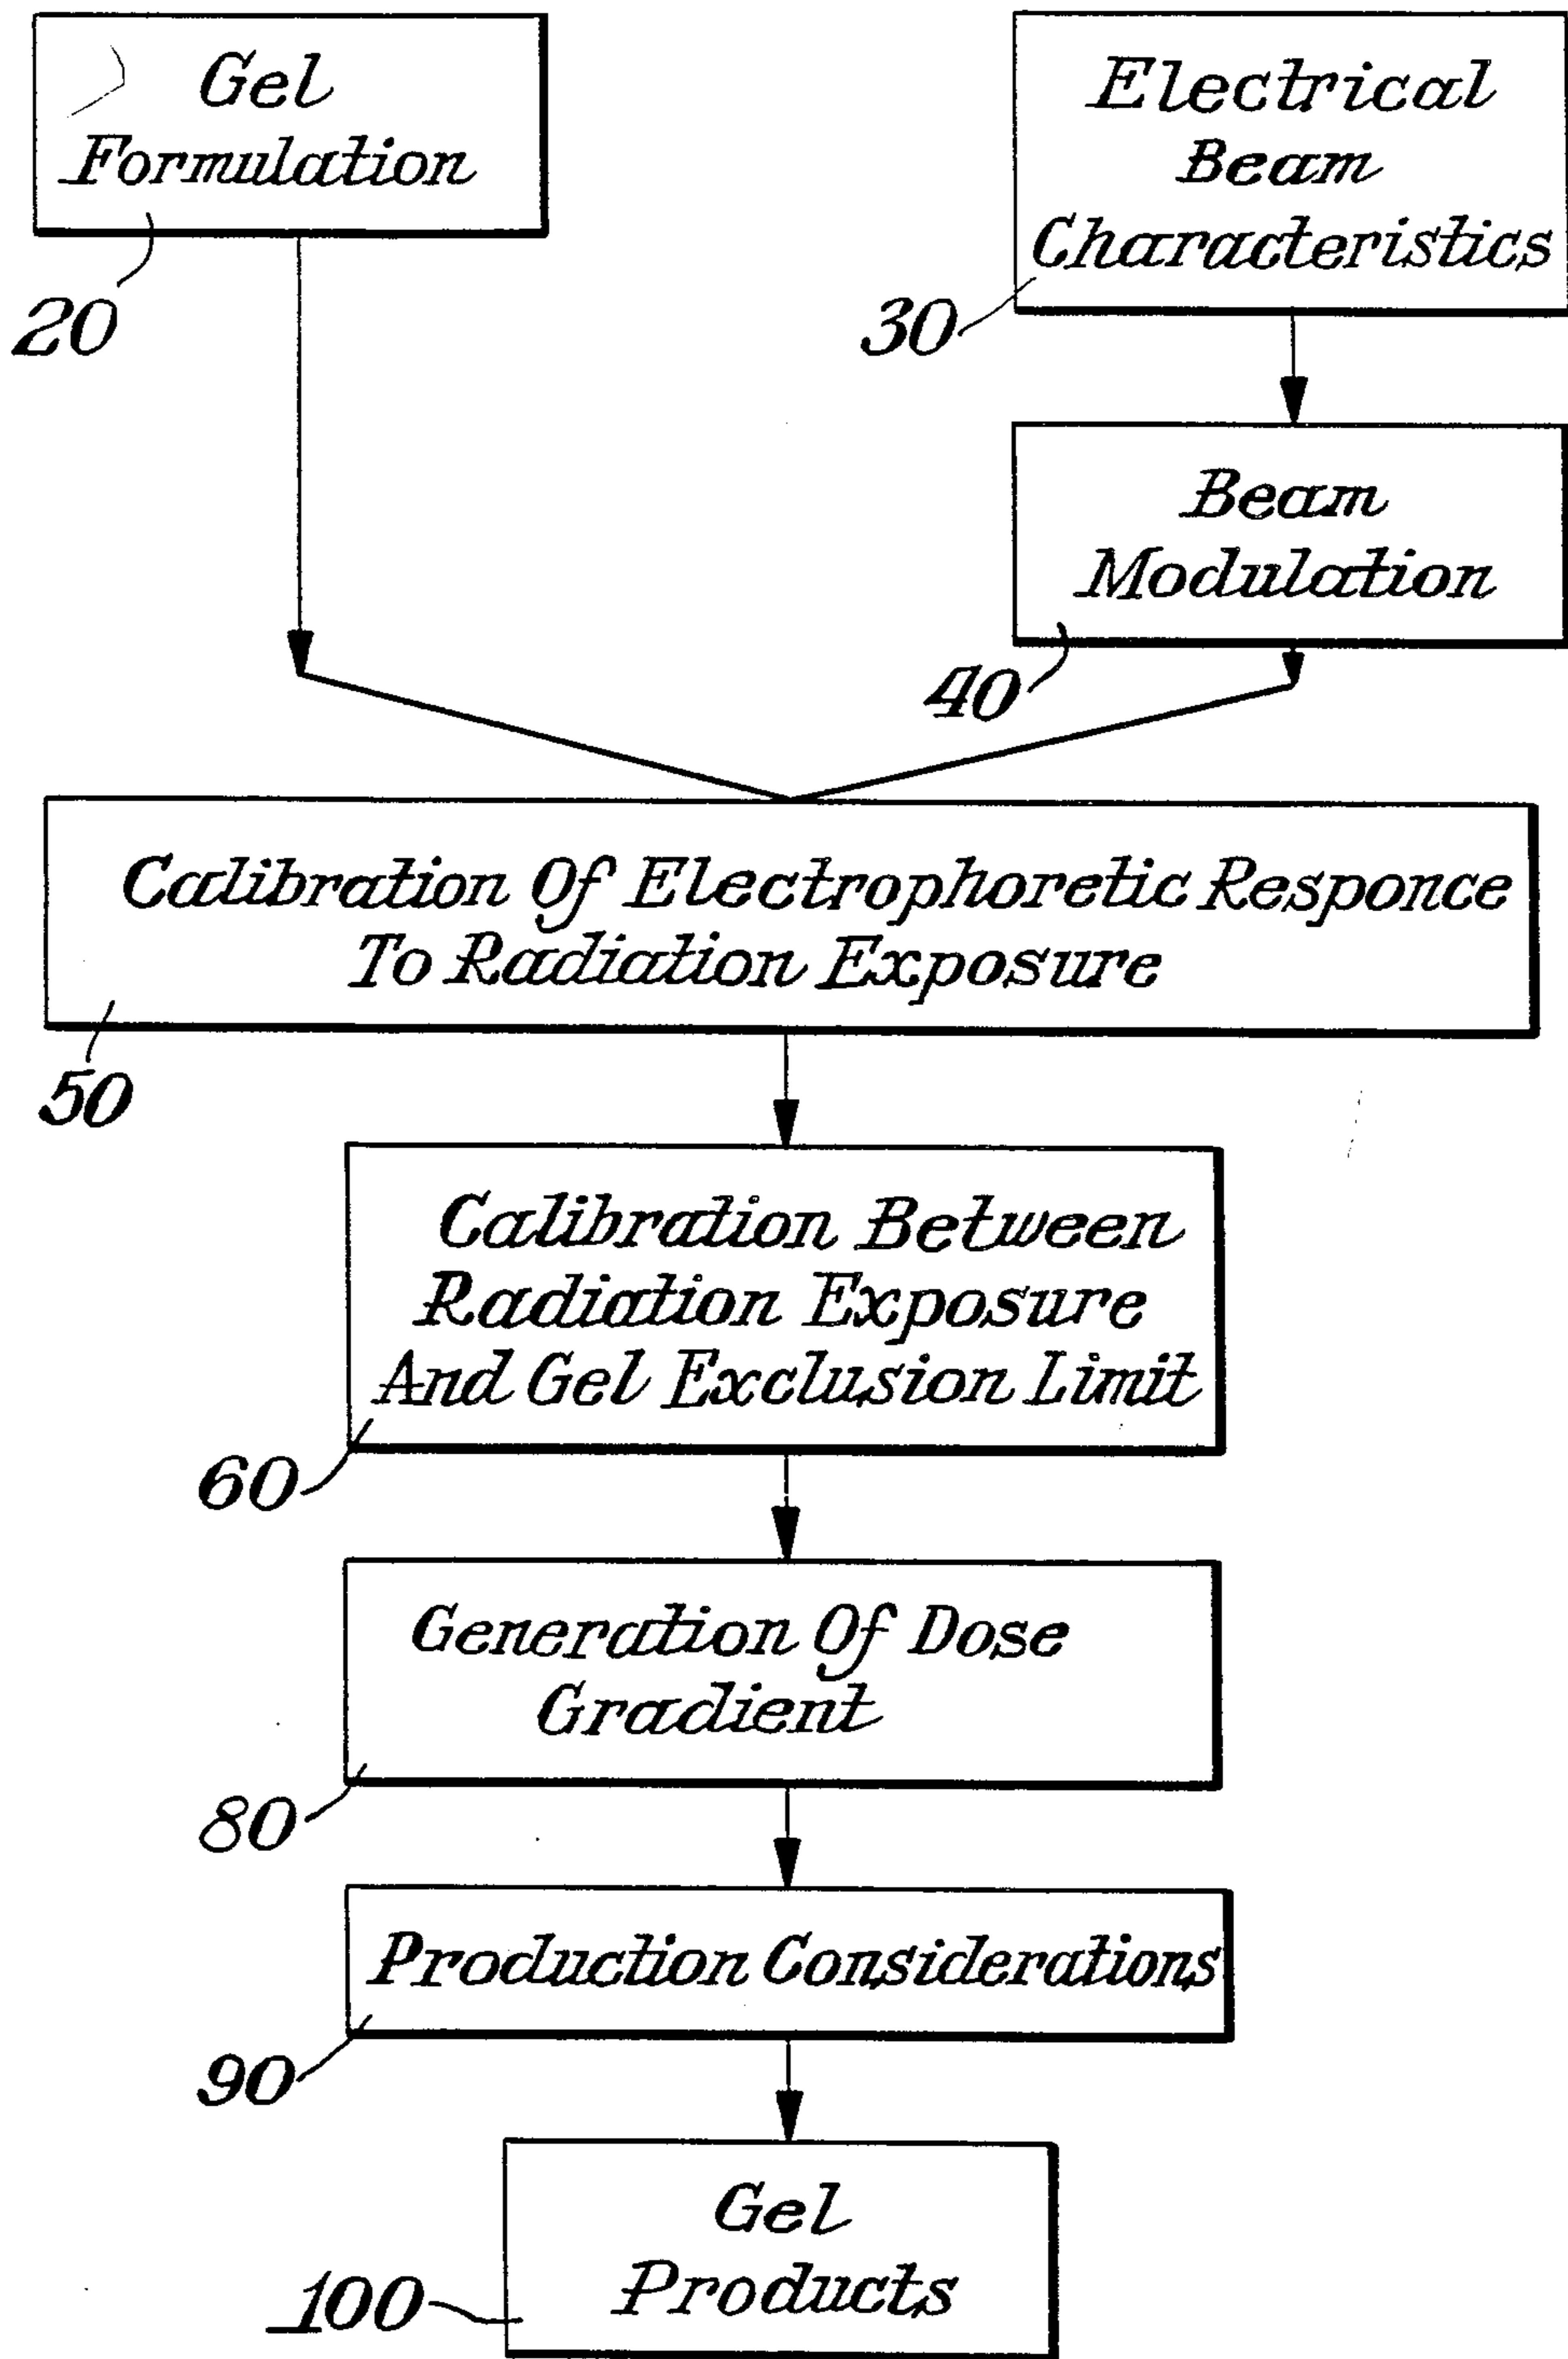 Gel
Formulation
20
Electrical
Beam
Characteristics
30
Beam
Modulation
40
Calibration Of Electrophoretic Responce
To Radiation Exposure
50
Calibration Between
Radiation Exposure
And Gel Exclusion Limit
60
Generation Of Dose
Gradient
80
Production Considerations
90
Gel
Products
100